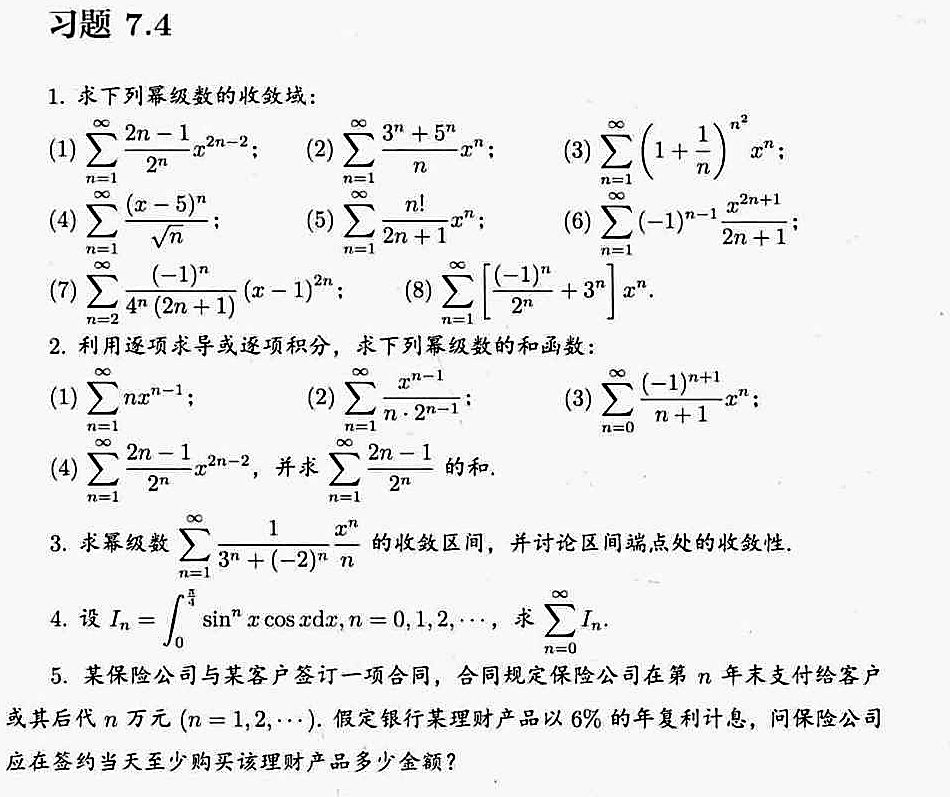 习题 7.4
1. 求下列幂级数的收敛域:
(1) $\sum_{n=1}^{\infty} \frac{2n-1}{2^n} x^{2n-2}$; (2) $\sum_{n=1}^{\infty} \frac{3^n+5^n}{n} x^n$; (3) $\sum_{n=1}^{\infty} \left(1+\frac{1}{n}\right)^{n^2} x^n$;
(4) $\sum_{n=1}^{\infty} \frac{(x-5)^n}{\sqrt{n}}$; (5) $\sum_{n=1}^{\infty} \frac{n!}{2n+1} x^n$; (6) $\sum_{n=1}^{\infty} (-1)^{n-1} \frac{x^{2n+1}}{2n+1}$;
(7) $\sum_{n=2}^{\infty} \frac{(-1)^n}{4^n(2n+1)} (x-1)^{2n}$; (8) $\sum_{n=1}^{\infty} \left[\frac{(-1)^n}{2^n}+3^n\right] x^n$.
2. 利用逐项求导或逐项积分, 求下列幂级数的和函数:
(1) $\sum_{n=1}^{\infty} nx^{n-1}$; (2) $\sum_{n=1}^{\infty} \frac{x^{n-1}}{n \cdot 2^{n-1}}$; (3) $\sum_{n=0}^{\infty} \frac{(-1)^{n+1}}{n+1} x^n$;
(4) $\sum_{n=1}^{\infty} \frac{2n-1}{2^n} x^{2n-2}$, 并求 $\sum_{n=1}^{\infty} \frac{2n-1}{2^n}$ 的和.
3. 求幂级数 $\sum_{n=1}^{\infty} \frac{1}{3^n+(-2)^n} \frac{x^n}{n}$ 的收敛区间, 并讨论区间端点处的收敛性.
4. 设 $I_n = \int_0^{\frac{\pi}{4}} \sin^n x \cos x \mathrm{d}x, n = 0, 1, 2, \cdots$, 求 $\sum_{n=0}^{\infty} I_n$.
5. 某保险公司与某客户签订一项合同, 合同规定保险公司在第 n 年末支付给客户
或其后代 n 万元 (n = 1, 2, ⋯). 假定银行某理财产品以 6% 的年复利计息, 问保险公司
应在签约当天至少购买该理财产品多少金额?